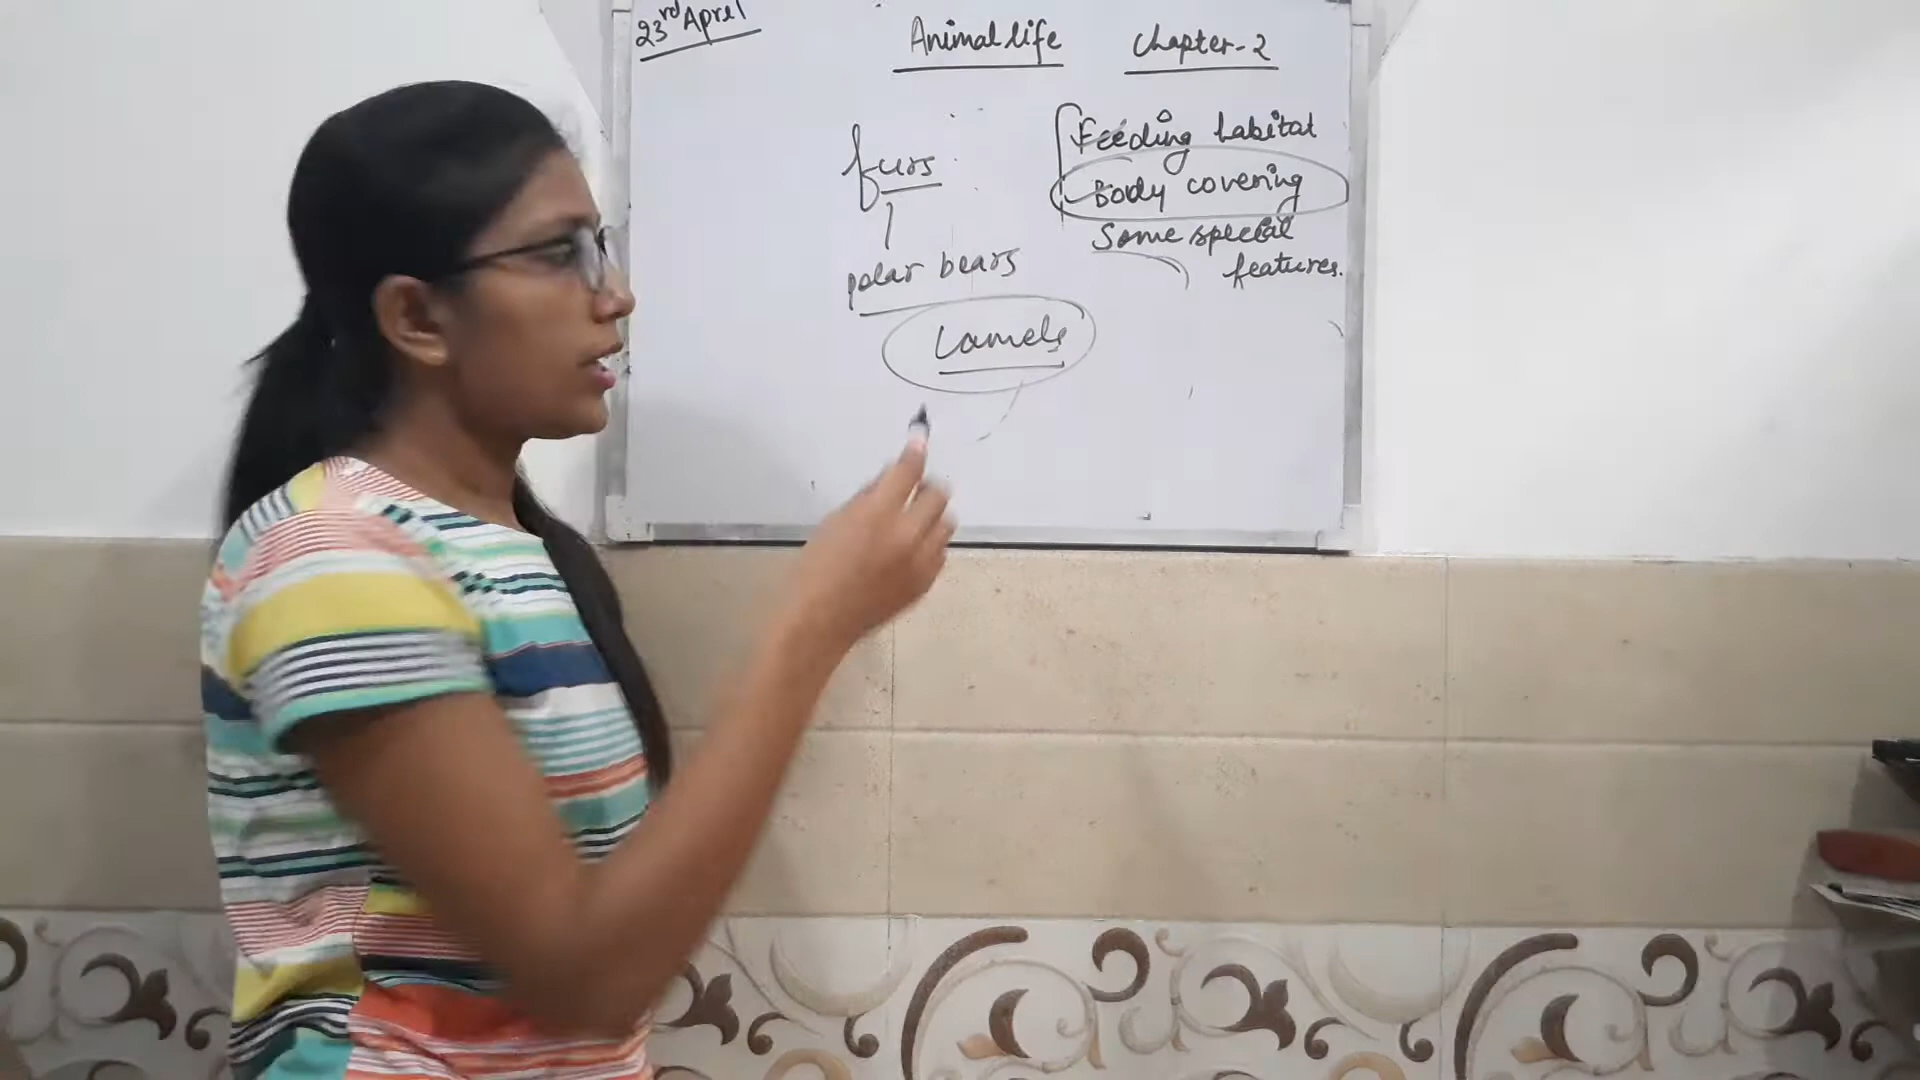 23rd April
Animal life Chapter-2
furs
polar bears
Camels
Feeding habitat
Body covering
Some special
features.